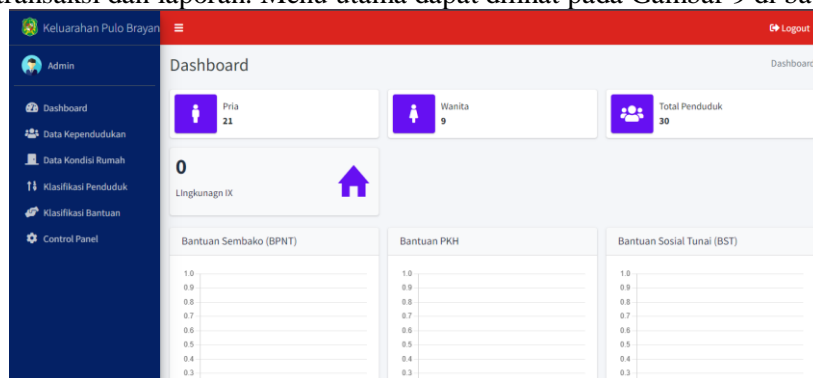 transaksi dan laporan. Menu utama dapat dilihat pada Gambar 9 di ba
Keluarahan Pulo Brayan
Logout
Admin
Dashboard
Dashboard
Dashboard
Data Kependudukan
Data Kondisi Rumah
Klasifikasi Penduduk
Klasifikasi Bantuan
Control Panel
Pria
21
Wanita
9
Total Penduduk
30
0
LIngkunagn IX
Bantuan Sembako (BPNT)
1.0
0.9
0.8
0.7
0.6
0.5
0.4
0.3
Bantuan PKH
1.0
0.9
0.8
0.7
0.6
0.5
0.4
0.3
Bantuan Sosial Tunai (BST)
1.0
0.9
0.8
0.7
0.6
0.5
0.4
0.3